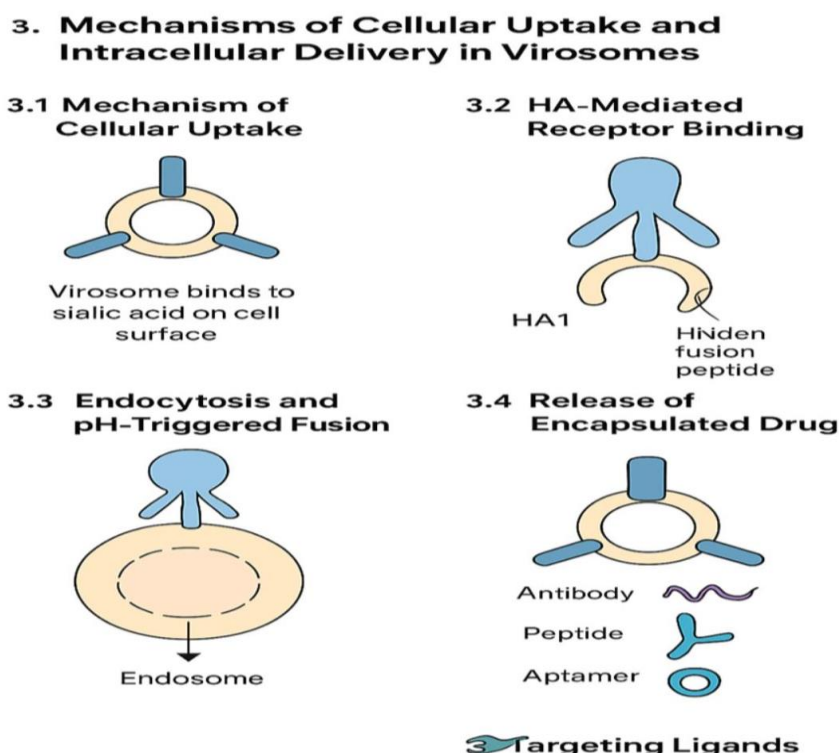 3. Mechanisms of Cellular Uptake and
Intracellular Delivery in Virosomes
3.1 Mechanism of
Cellular Uptake
Virosome binds to
sialic acid on cell
surface
3.2 HA-Mediated
Receptor Binding
HA1
fusion
peptide
3.3 Endocytosis and
pH-Triggered Fusion
Endosome
3.4 Release of
Encapsulated Drug
Antibody
Peptide
Aptamer
3 Targeting Ligands